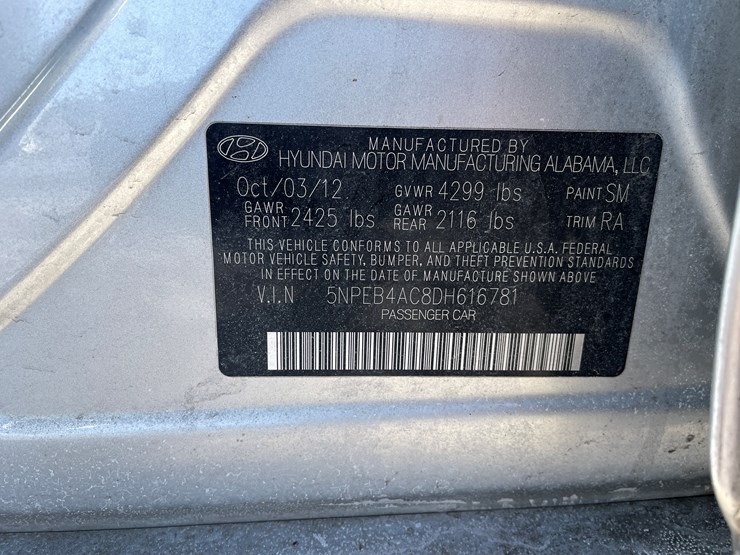 MANUFACTURED BY
HYUNDAI MOTOR MANUFACTURING ALABAMA, LLC
Oct/03/12 GVWR 4299 lbs PAINT SM
GAWR FRONT 2425 lbs GAWR REAR 2116 lbs TRIM RA
THIS VEHICLE CONFORMS TO ALL APPLICABLE U.S.A. FEDERAL
MOTOR VEHICLE SAFETY, BUMPER, AND THEFT PREVENTION STANDARDS
IN EFFECT ON THE DATE OF MANUFACTURE SHOWN ABOVE
V.I.N 5NPEB4AC8DH616781
PASSENGER CAR